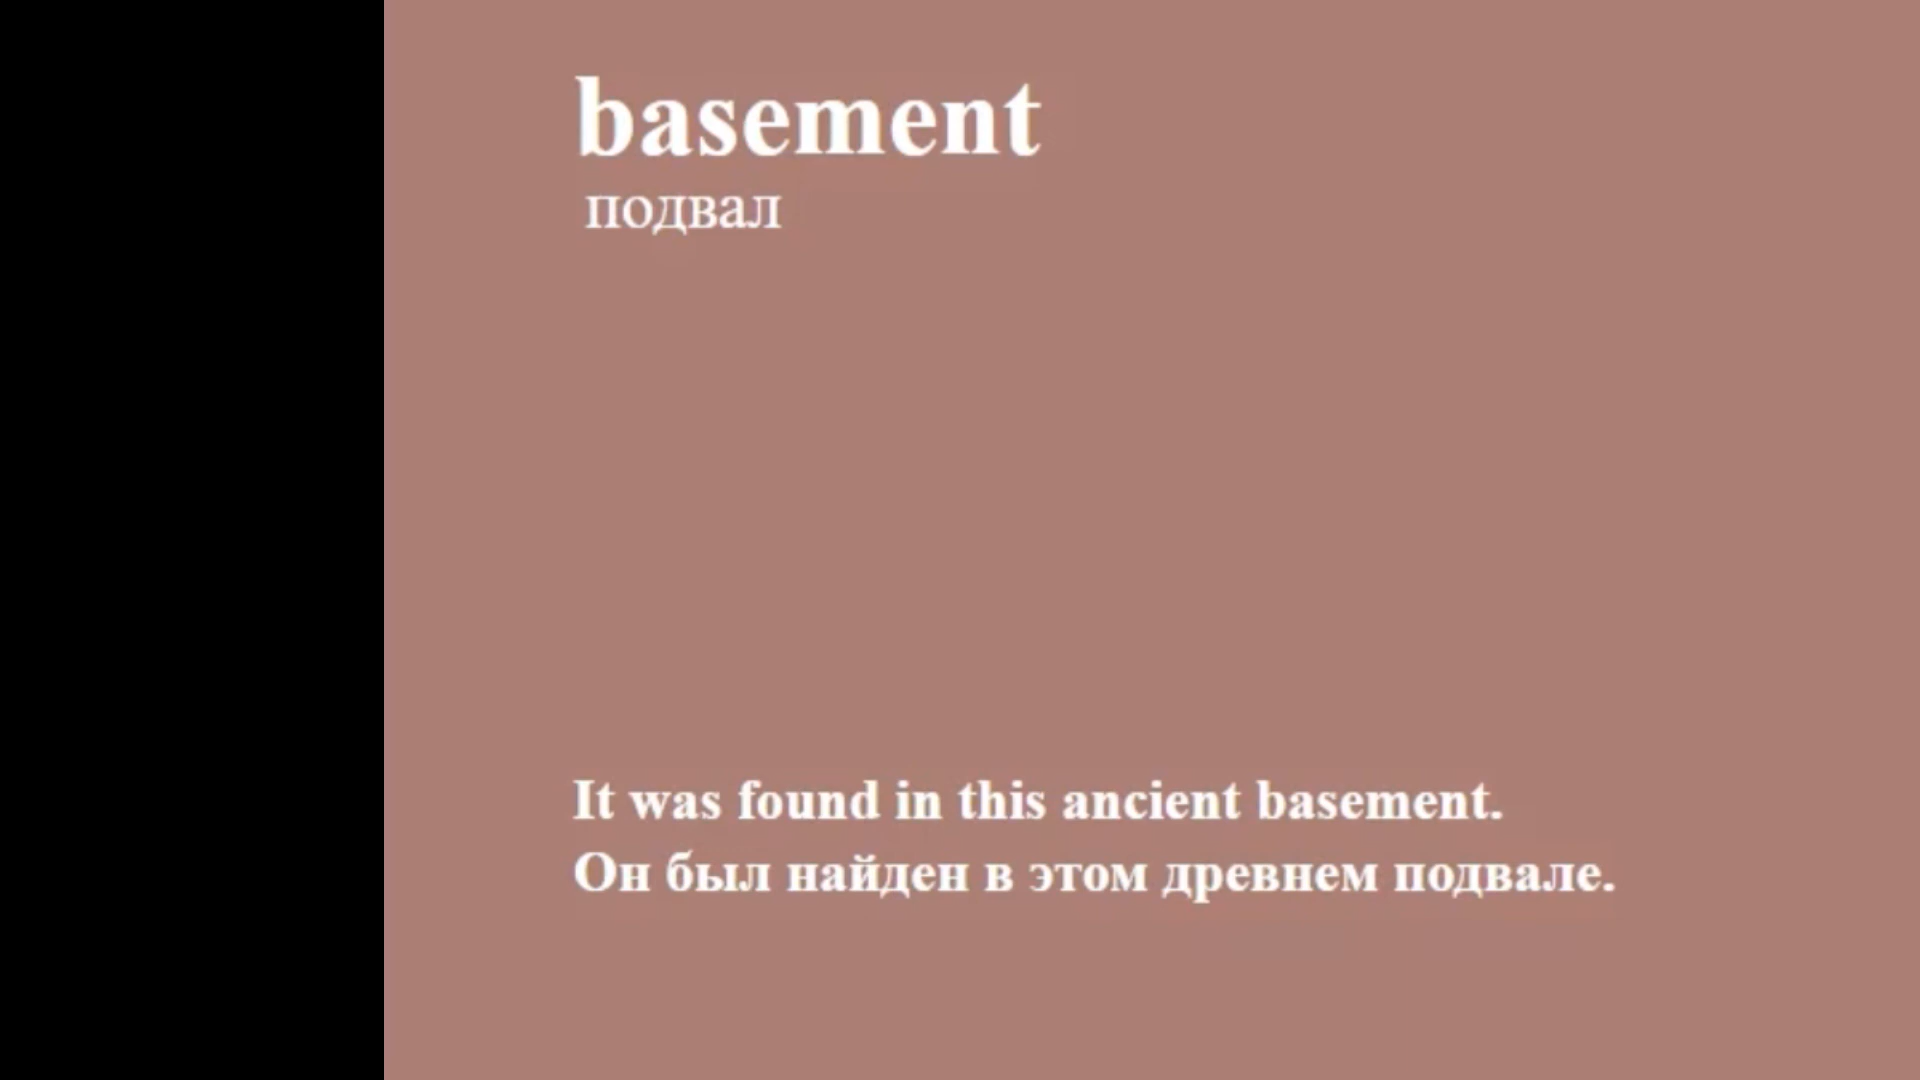 basement
подвал
It was found in this ancient basement.
Он был найден в этом древнем подвале.